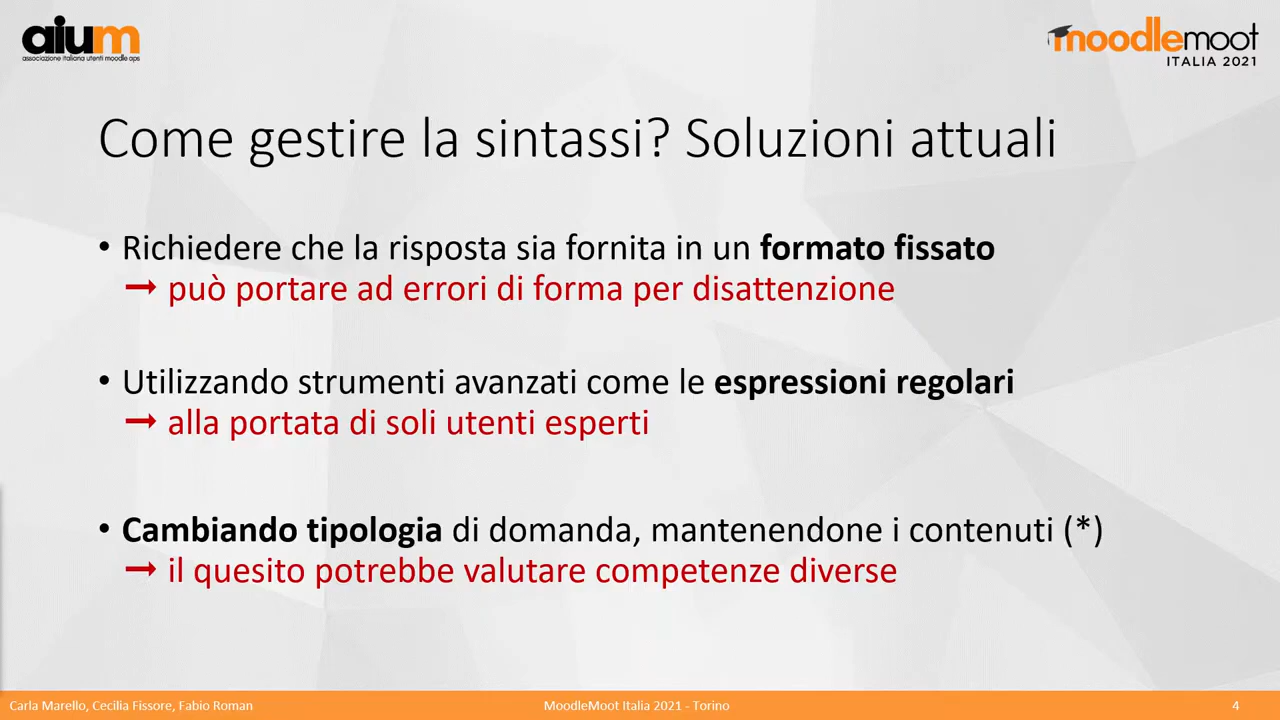 aium
associazione italiana utenti moodle aps
moodlemoot
ITALIA 2021
Come gestire la sintassi? Soluzioni attuali
• Richiedere che la risposta sia fornita in un formato fissato
→ può portare ad errori di forma per disattenzione
• Utilizzando strumenti avanzati come le espressioni regolari
→ alla portata di soli utenti esperti
• Cambiando tipologia di domanda, mantenendone i contenuti (*)
→ il quesito potrebbe valutare competenze diverse
Carla Marello, Cecilia Fissore, Fabio Roman
MoodleMoot Italia 2021 - Torino
4